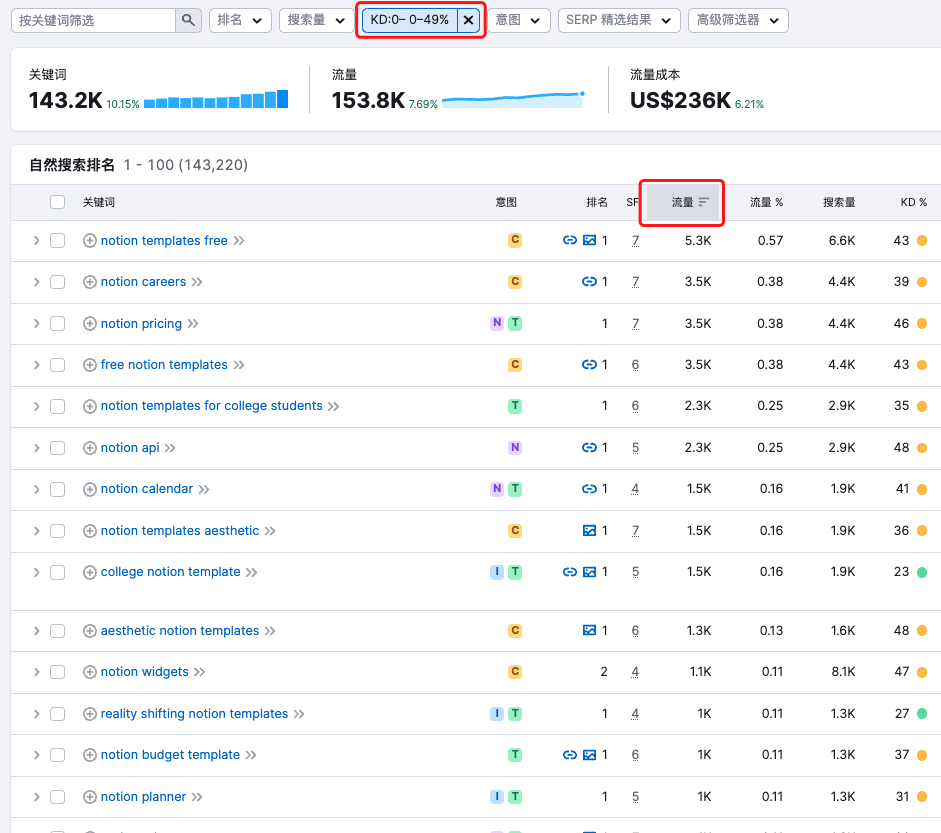 按关键词筛选 排名 搜索量 KD:0– 0–49% 意图 SERP 精选结果 高级筛选器
关键词 流量 流量成本
143.2K 10.15% 153.8K 7.69% US$236K 6.21%
自然搜索排名 1 - 100 (143,220)
关键词 意图 排名 SF 流量 流量 % 搜索量 KD %
notion templates free C 1 7 5.3K 0.57 6.6K 43
notion careers C 1 7 3.5K 0.38 4.4K 39
notion pricing N T 1 7 3.5K 0.38 4.4K 46
free notion templates C 1 6 3.5K 0.38 4.4K 43
notion templates for college students T 1 6 2.3K 0.25 2.9K 35
notion api N 1 5 2.3K 0.25 2.9K 48
notion calendar N T 1 4 1.5K 0.16 1.9K 41
notion templates aesthetic C 1 7 1.5K 0.16 1.9K 36
college notion template I T 1 5 1.5K 0.16 1.9K 23
aesthetic notion templates C 1 6 1.3K 0.13 1.6K 48
notion widgets C 2 4 1.1K 0.11 8.1K 47
reality shifting notion templates I T 1 4 1K 0.11 1.3K 27
notion budget template T 1 6 1K 0.11 1.3K 37
notion planner I T 1 5 1K 0.11 1.3K 31